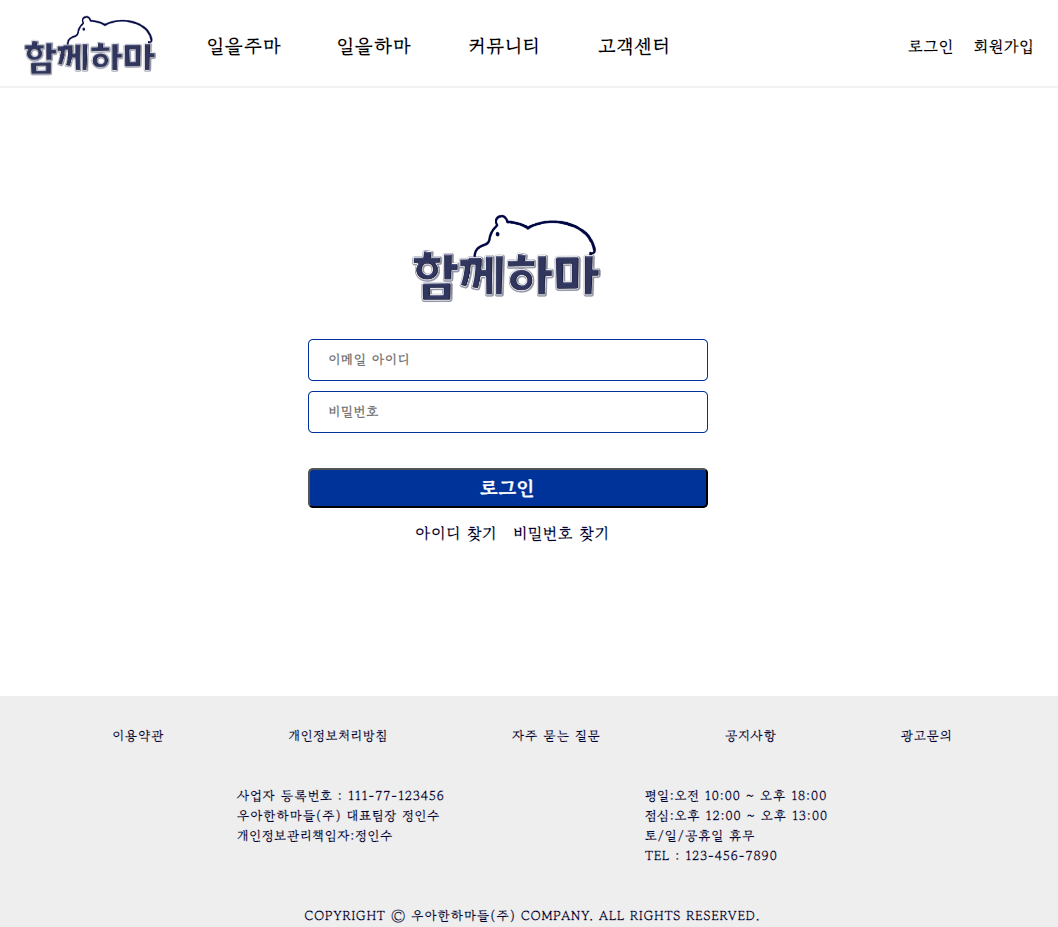 함께하마 일을주마 일을하마 커뮤니티 고객센터 로그인 회원가입
함께하마
이메일 아이디
비밀번호
로그인
아이디 찾기 비밀번호 찾기
이용약관 개인정보처리방침 자주 묻는 질문 공지사항 광고문의
사업자 등록번호 : 111-77-123456
우아한하마들(주) 대표팀장 정인수
개인정보관리책임자:정인수
평일:오전 10:00 ~ 오후 18:00
점심:오후 12:00 ~ 오후 13:00
토/일/공휴일 휴무
TEL : 123-456-7890
COPYRIGHT ⓒ 우아한하마들(주) COMPANY. ALL RIGHTS RESERVED.